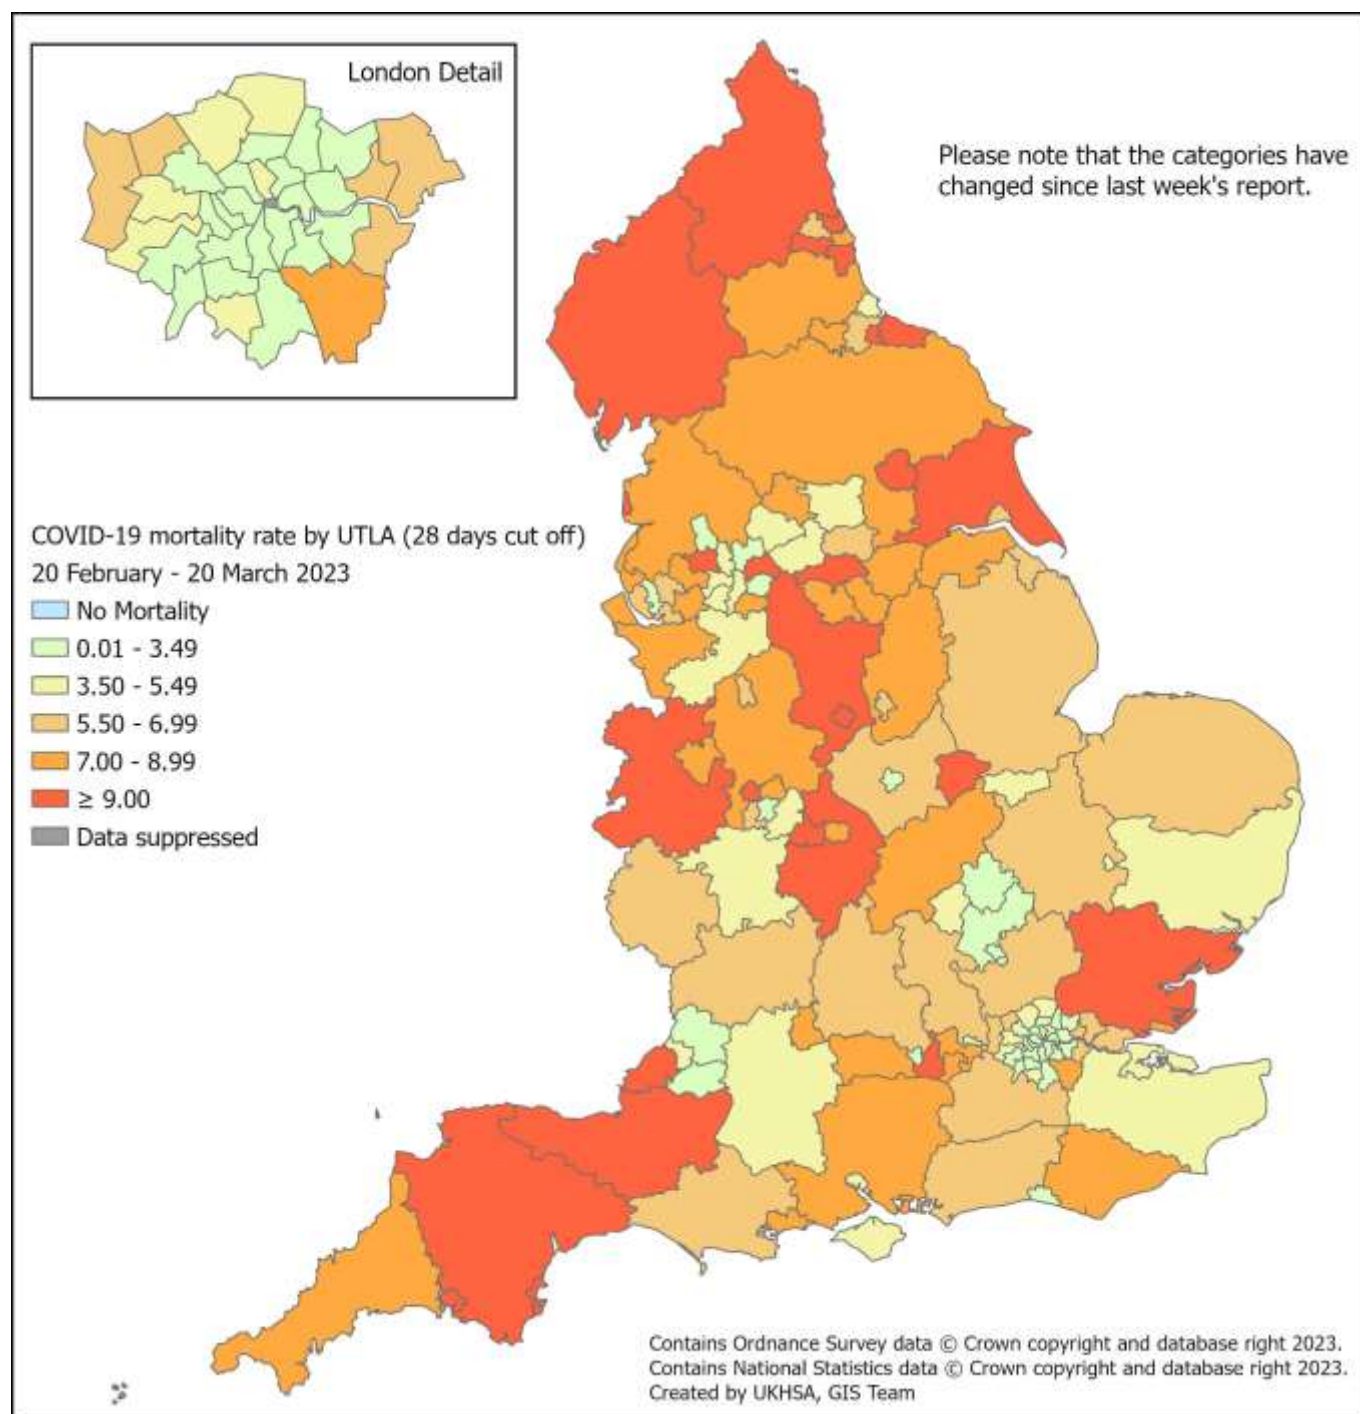 London Detail
Please note that the categories have
changed since last week's report.
COVID-19 mortality rate by UTLA (28 days cut off)
20 February - 20 March 2023
No Mortality
0.01 - 3.49
3.50 - 5.49
5.50 - 6.99
7.00 - 8.99
≥ 9.00
Data suppressed
Contains Ordnance Survey data © Crown copyright and database right 2023.
Contains National Statistics data © Crown copyright and database right 2023.
Created by UKHSA, GIS Team